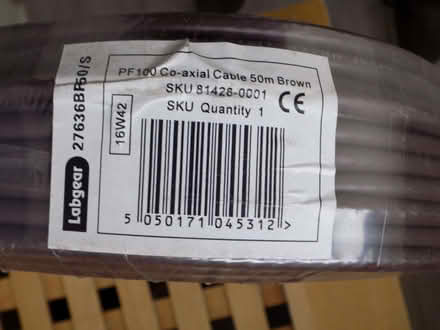 PF100 Co-axial Cable 50m Brown
SKU 81428-0001
SKU Quantity 1
CE
16W42
Labgear
27636BR50/S
5 050171 045312 >